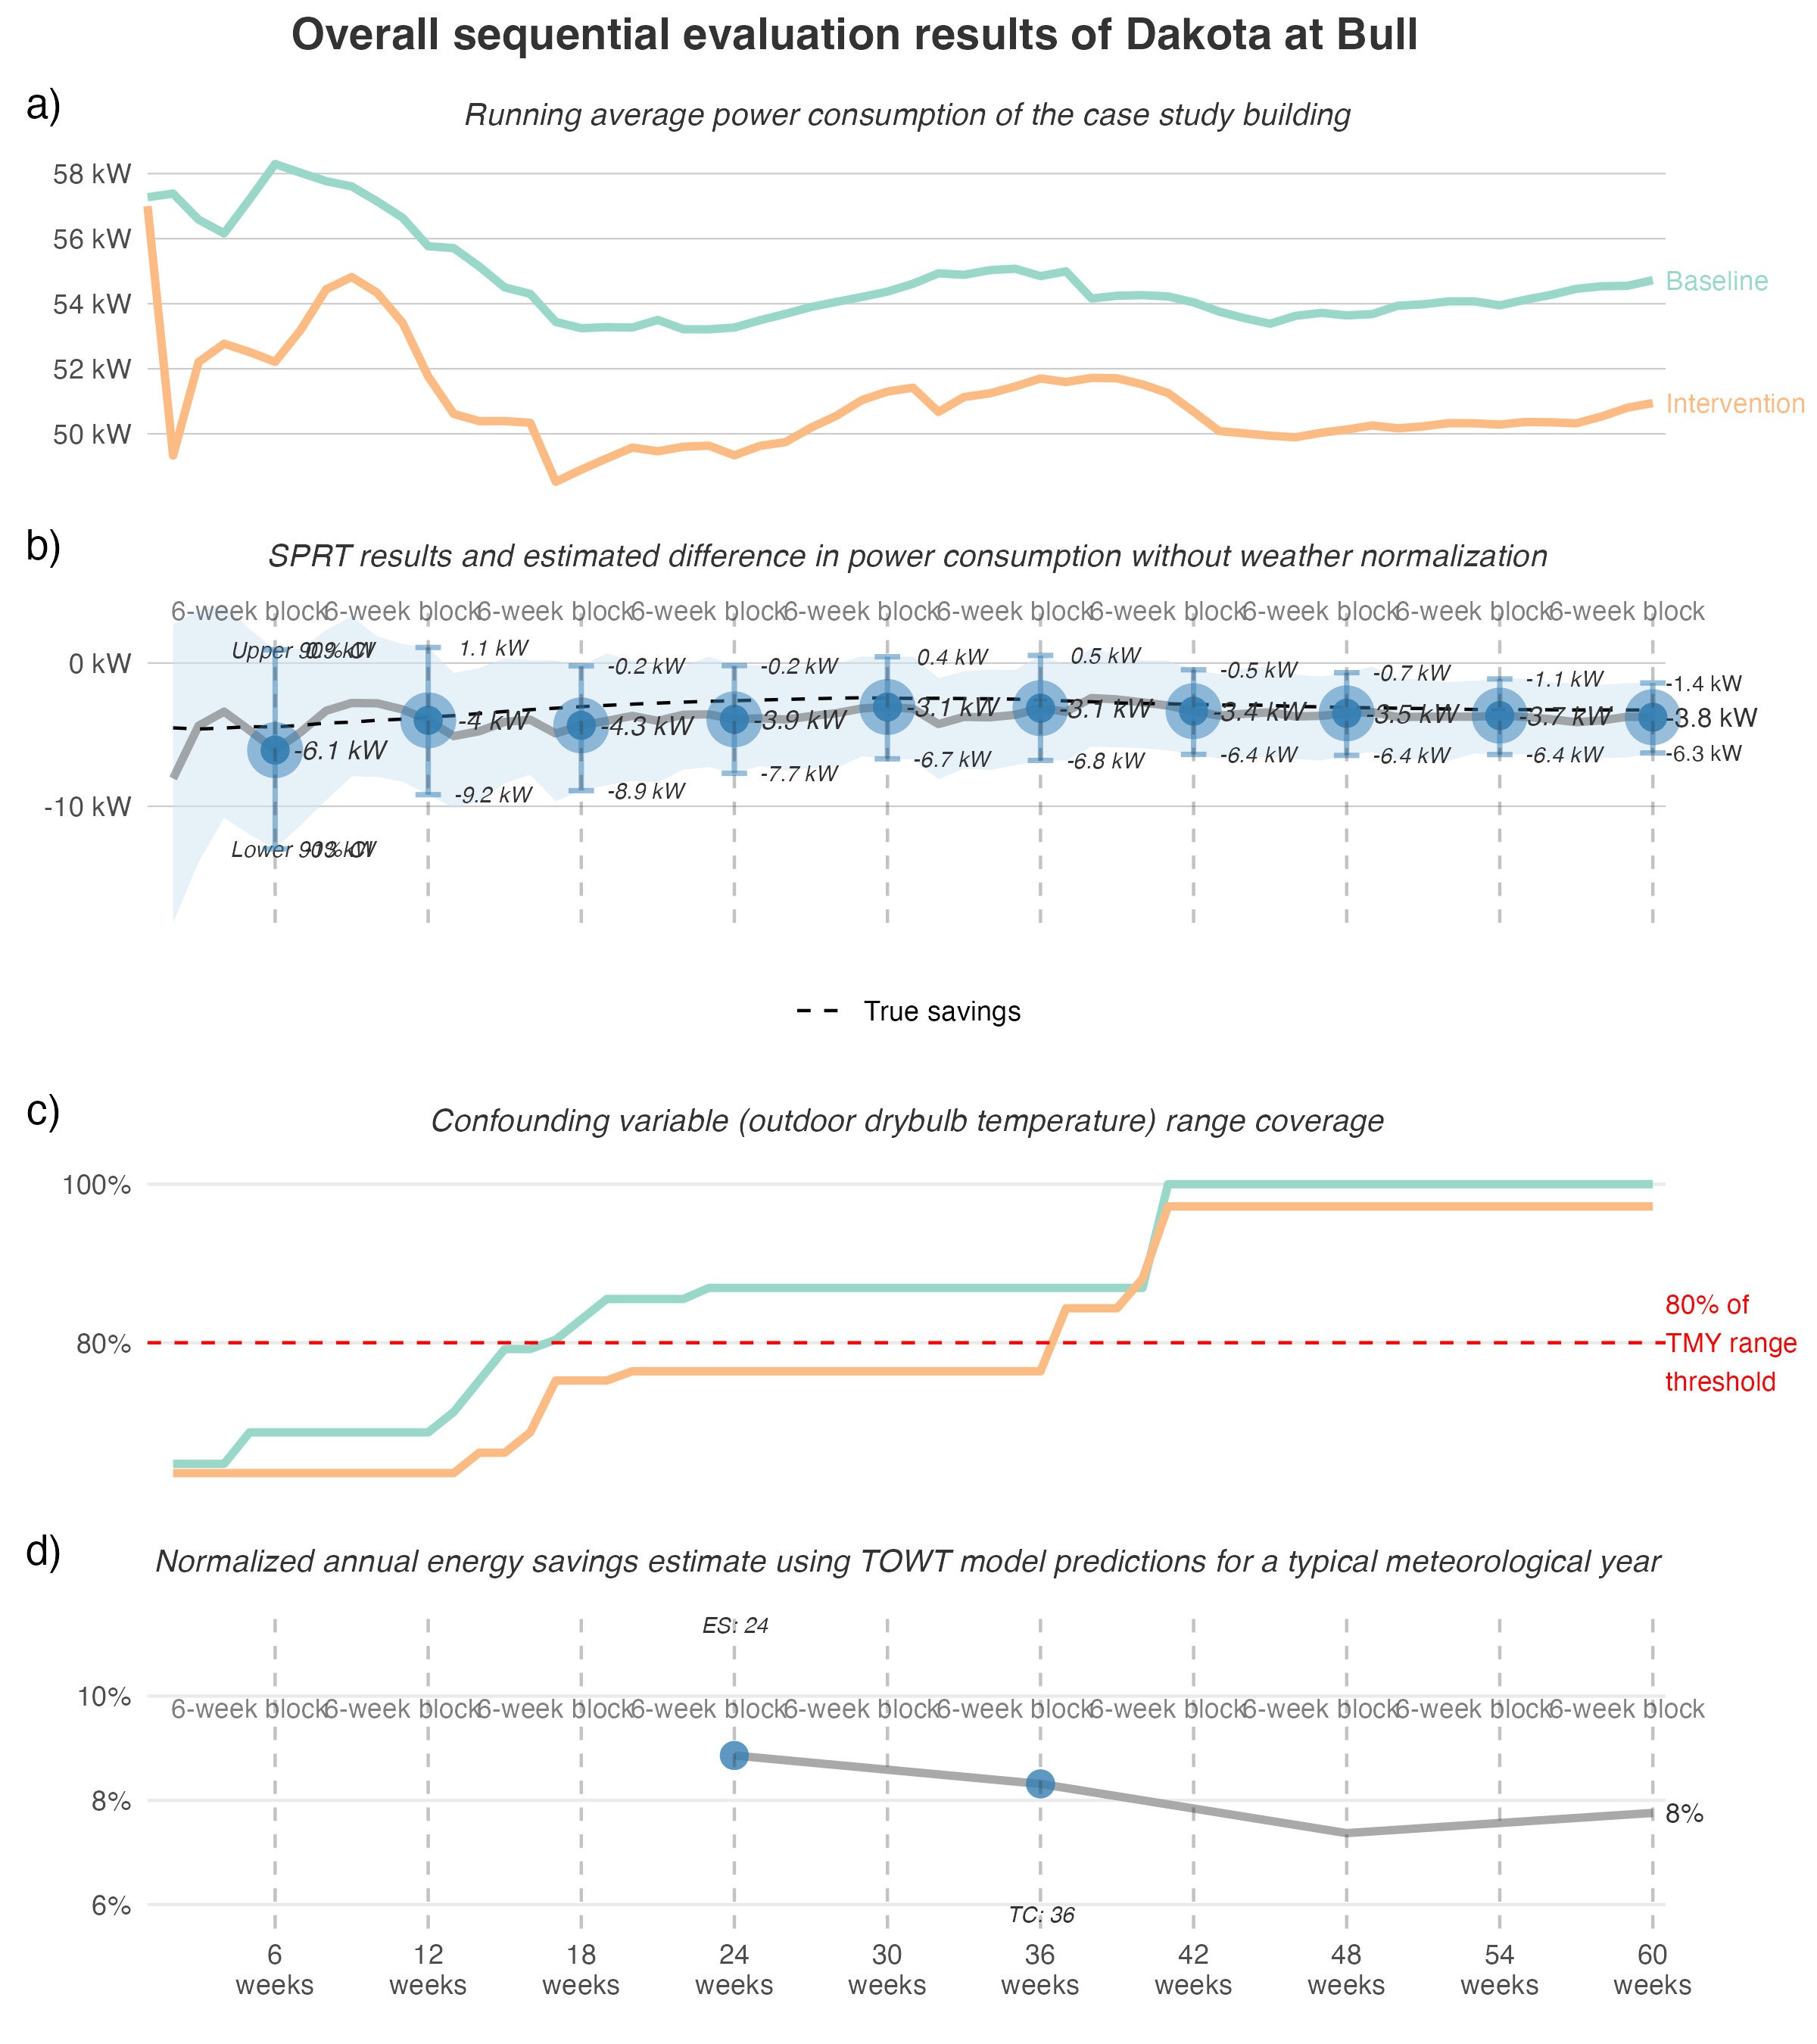 Overall sequential evaluation results of Dakota at Bull
a)
Running average power consumption of the case study building
58 kW
56 kW
54 kW
52 kW
50 kW
Baseline
Intervention
b)
SPRT results and estimated difference in power consumption without weather normalization
6-week block 6-week block 6-week block 6-week block 6-week block 6-week block 6-week block 6-week block 6-week block 6-week block
Upper 90% CI 0.9 kW 1.1 kW -0.2 kW -0.2 kW 0.4 kW 0.5 kW -0.5 kW -0.7 kW -1.1 kW -1.4 kW
0 kW
-6.1 kW -4 kW -4.3 kW -3.9 kW -3.1 kW -3.1 kW -3.4 kW -3.5 kW -3.7 kW -3.8 kW
-10 kW
Lower 90% CI -13 kW -9.2 kW -8.9 kW -7.7 kW -6.7 kW -6.8 kW -6.4 kW -6.4 kW -6.4 kW -6.3 kW
True savings
c)
Confounding variable (outdoor drybulb temperature) range coverage
100%
80%
80% of
TMY range
threshold
d)
Normalized annual energy savings estimate using TOWT model predictions for a typical meteorological year
ES: 24
10%
6-week block 6-week block 6-week block 6-week block 6-week block 6-week block 6-week block 6-week block 6-week block 6-week block
8%
8%
6%
TC: 36
6 12 18 24 30 36 42 48 54 60
weeks weeks weeks weeks weeks weeks weeks weeks weeks weeks